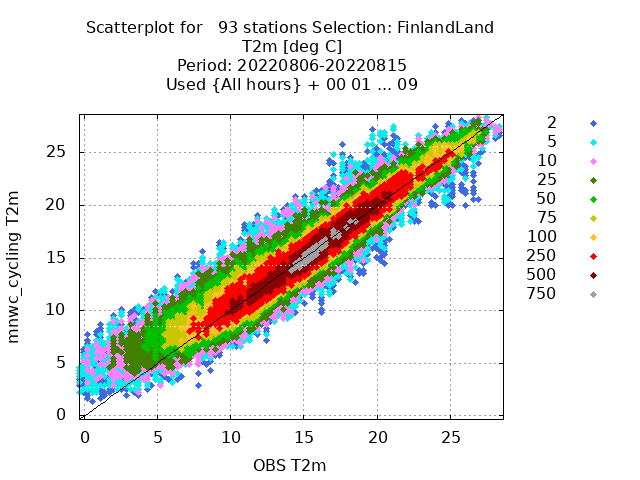 Scatterplot for   93 stations Selection: FinlandLand
T2m [deg C]
Period: 20220806-20220815
Used {All hours} + 00 01 ... 09
2
5
10
25
50
75
100
250
500
750
mnwc_cycling T2m
25
20
15
10
5
0
0 5 10 15 20 25
OBS T2m